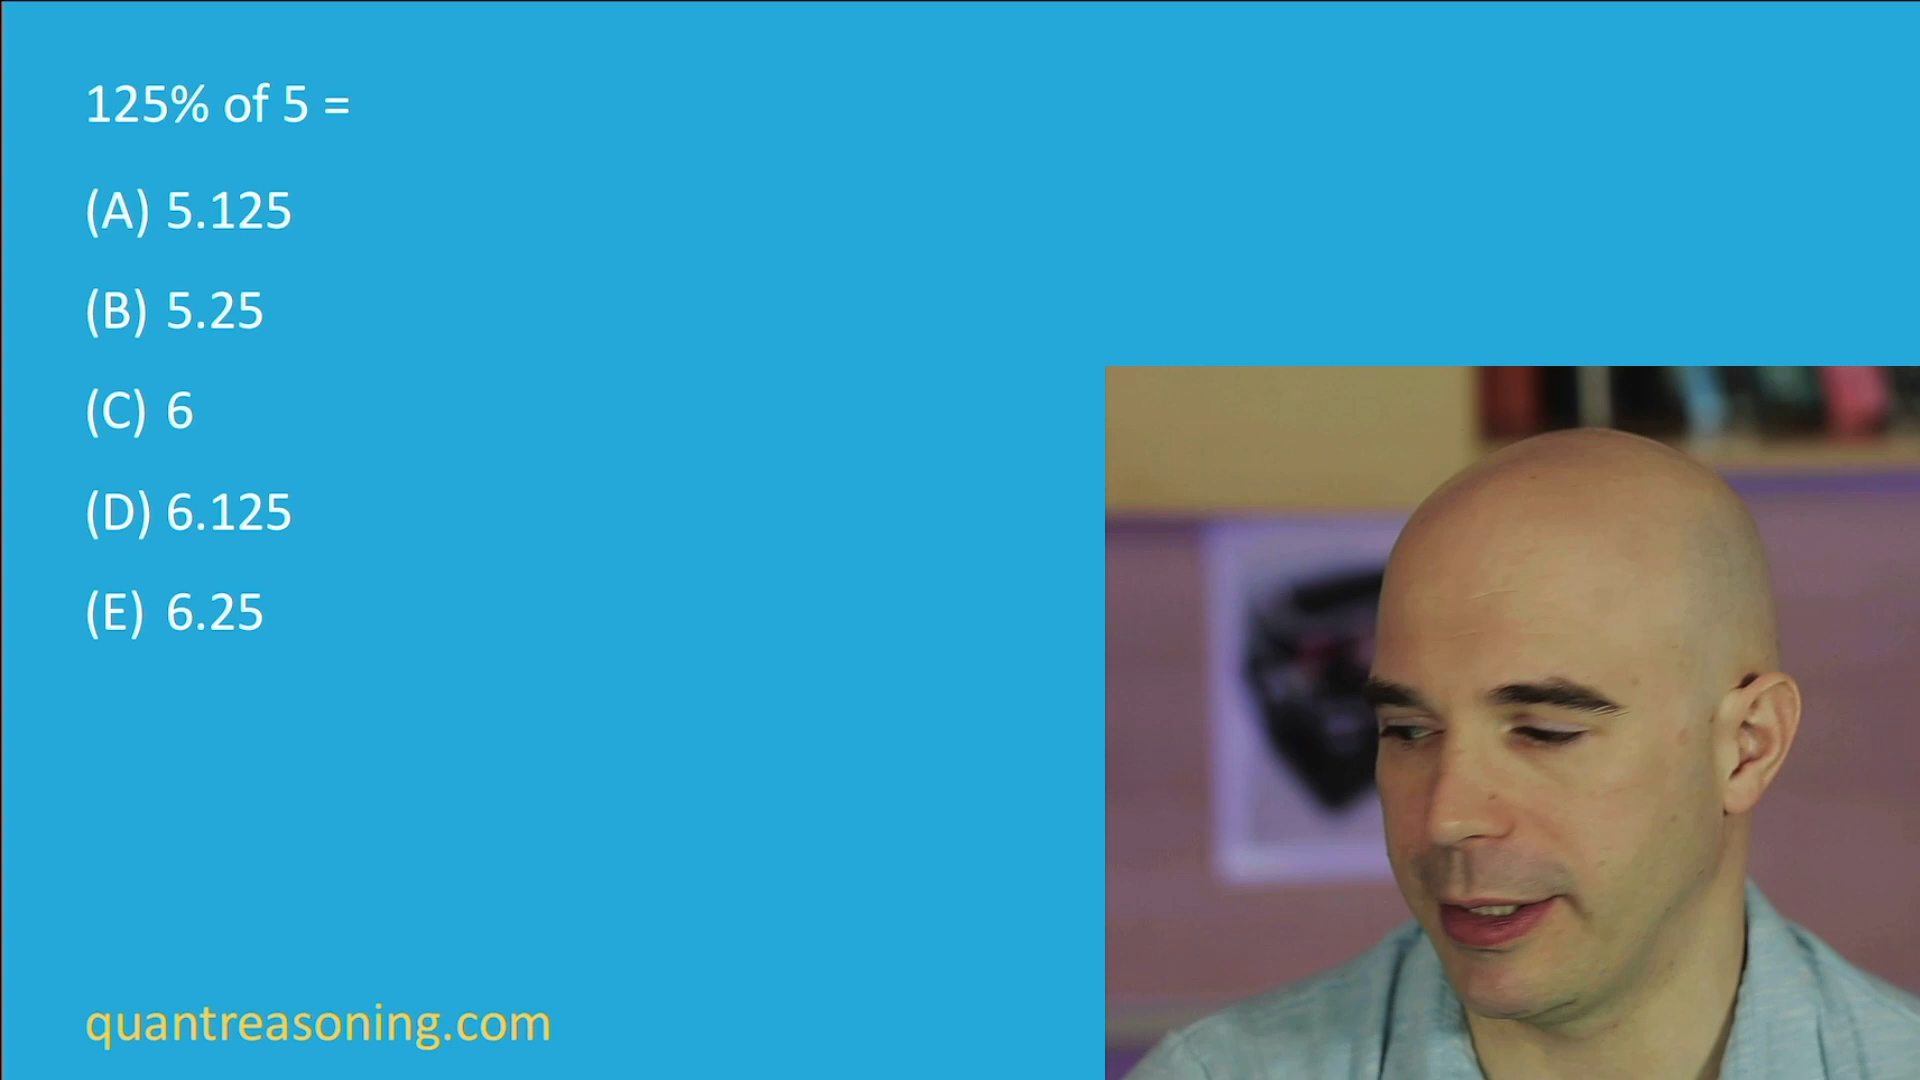 125% of 5 =
(A) 5.125
(B) 5.25
(C) 6
(D) 6.125
(E) 6.25
quantreasoning.com